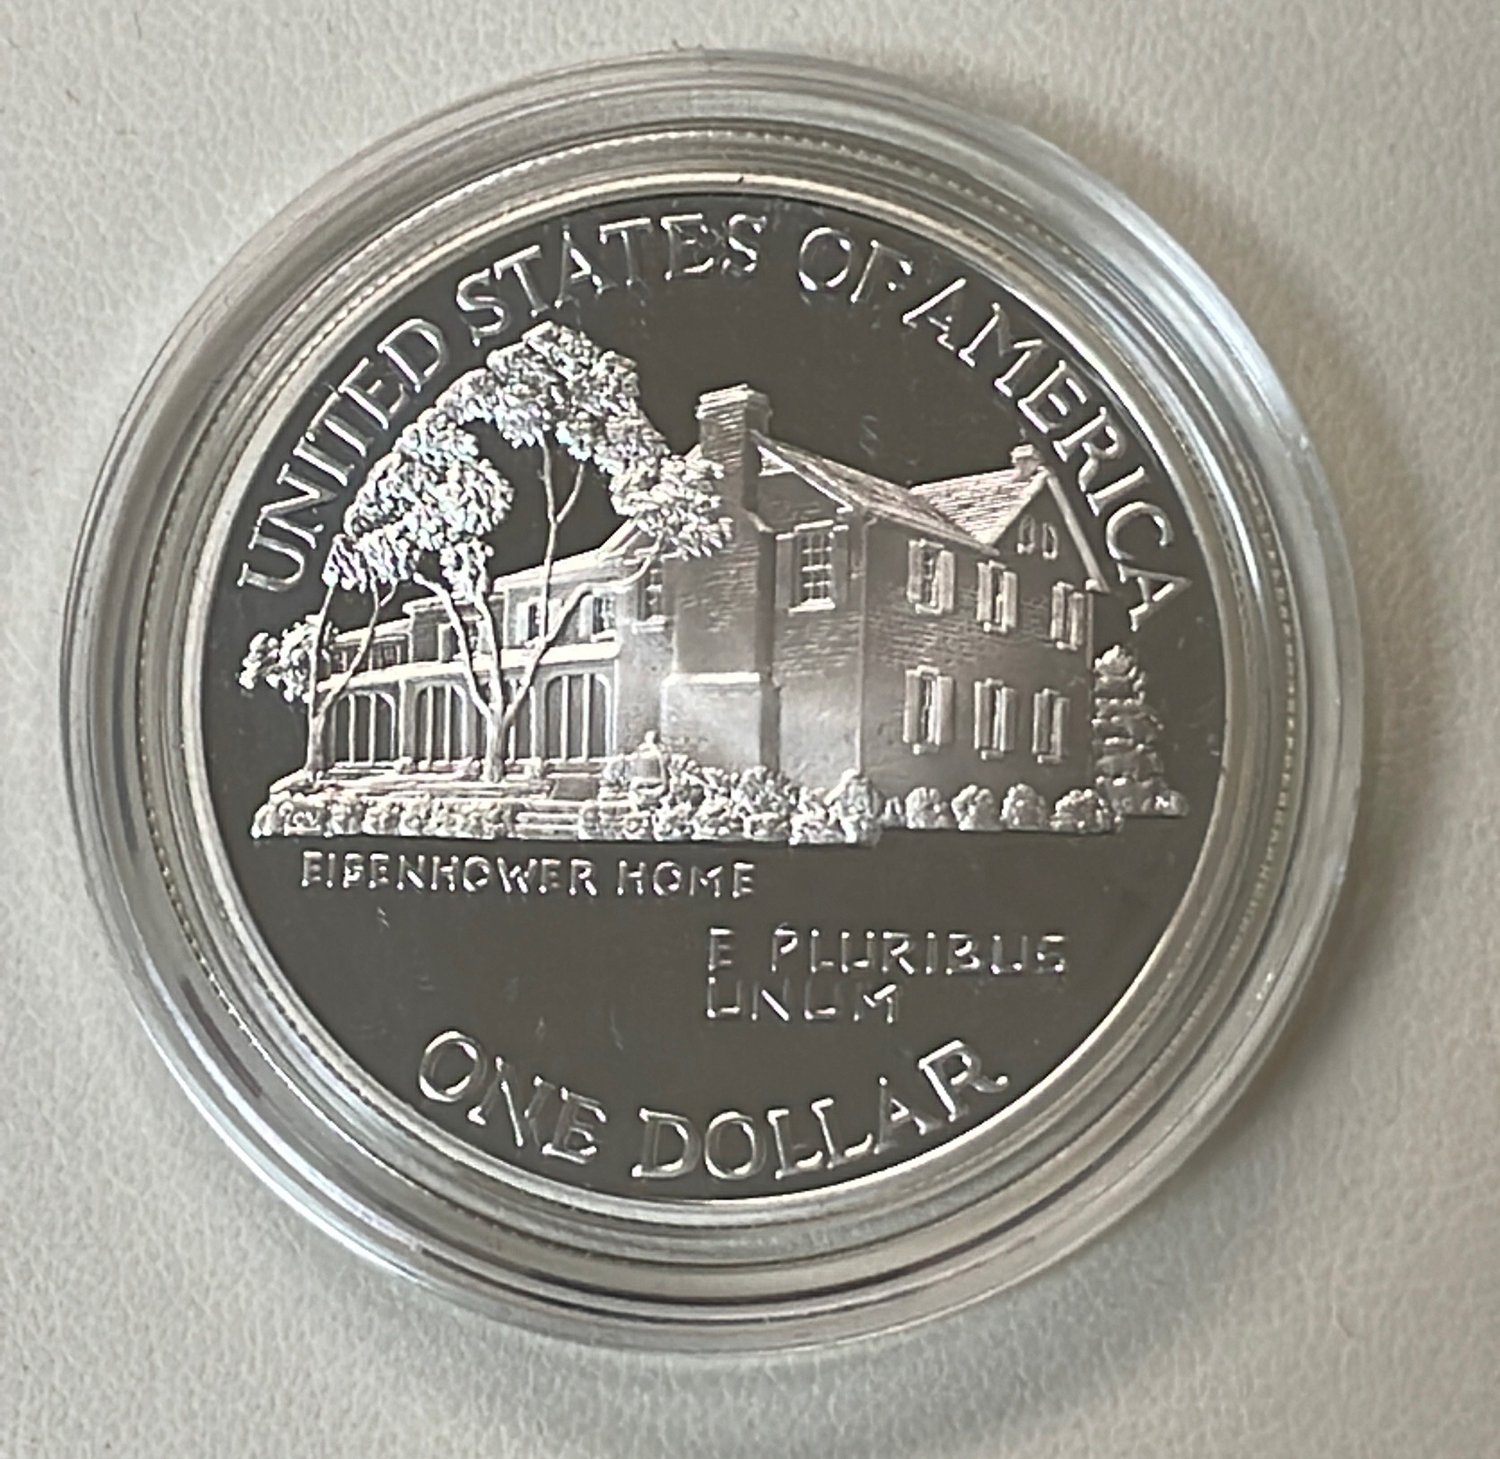 UNITED STATES OF AMERICA
EISENHOWER HOME
E PLURIBUS
UNUM
ONE DOLLAR